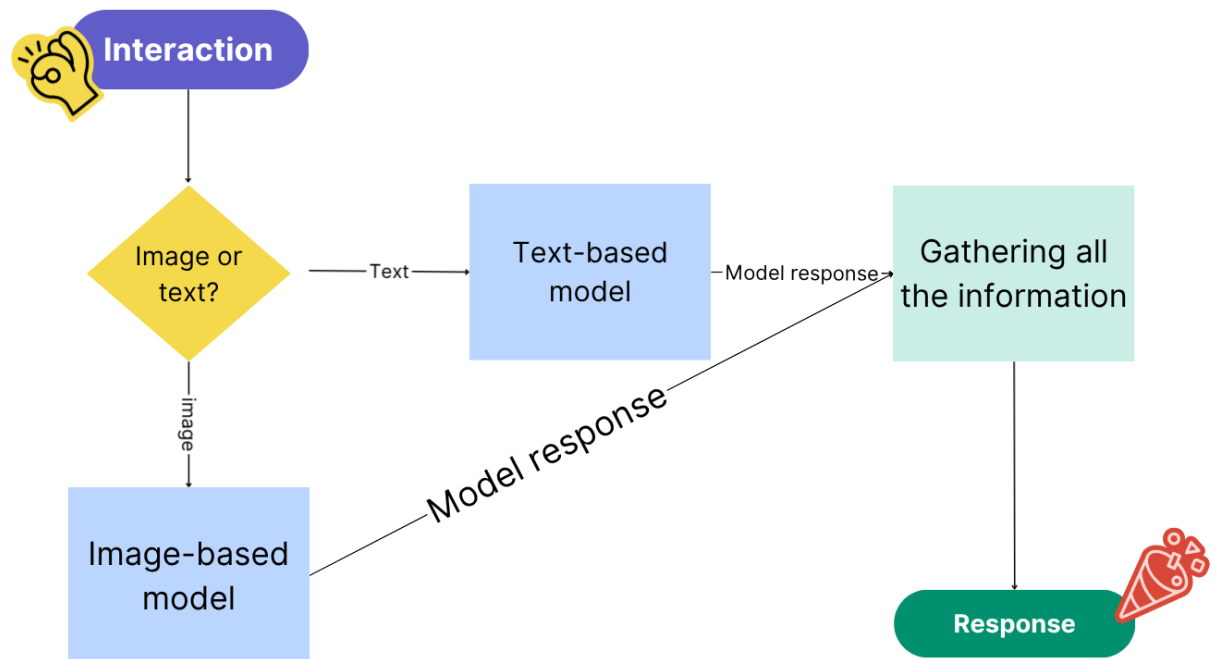 Interaction
Image or
text?
Text
Text-based
model
Model response
Gathering all
the information
image
Model response
Image-based
model
Response